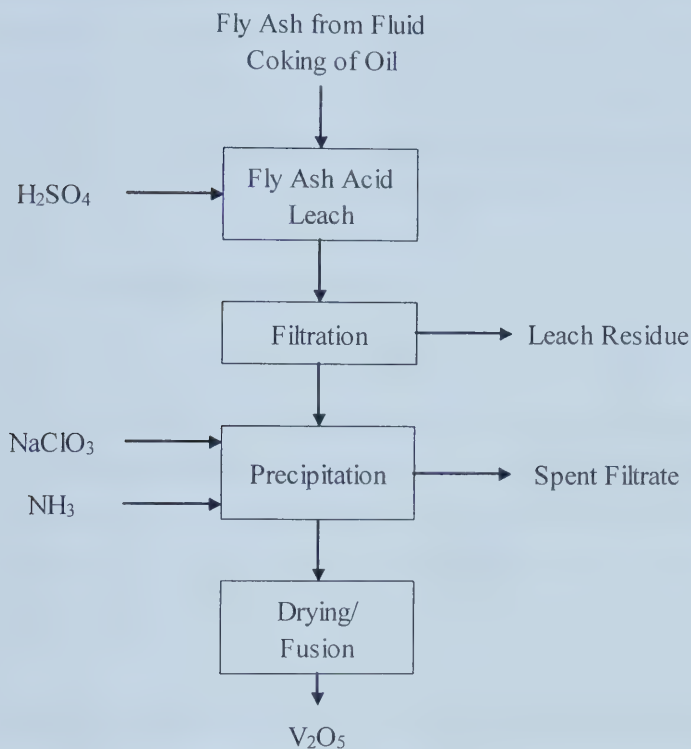 Fly Ash from Fluid
Coking of Oil
H₂SO₄
Fly Ash Acid
Leach
Filtration
Leach Residue
NaClO₃
NH₃
Precipitation
Spent Filtrate
Drying/
Fusion
V₂O₅